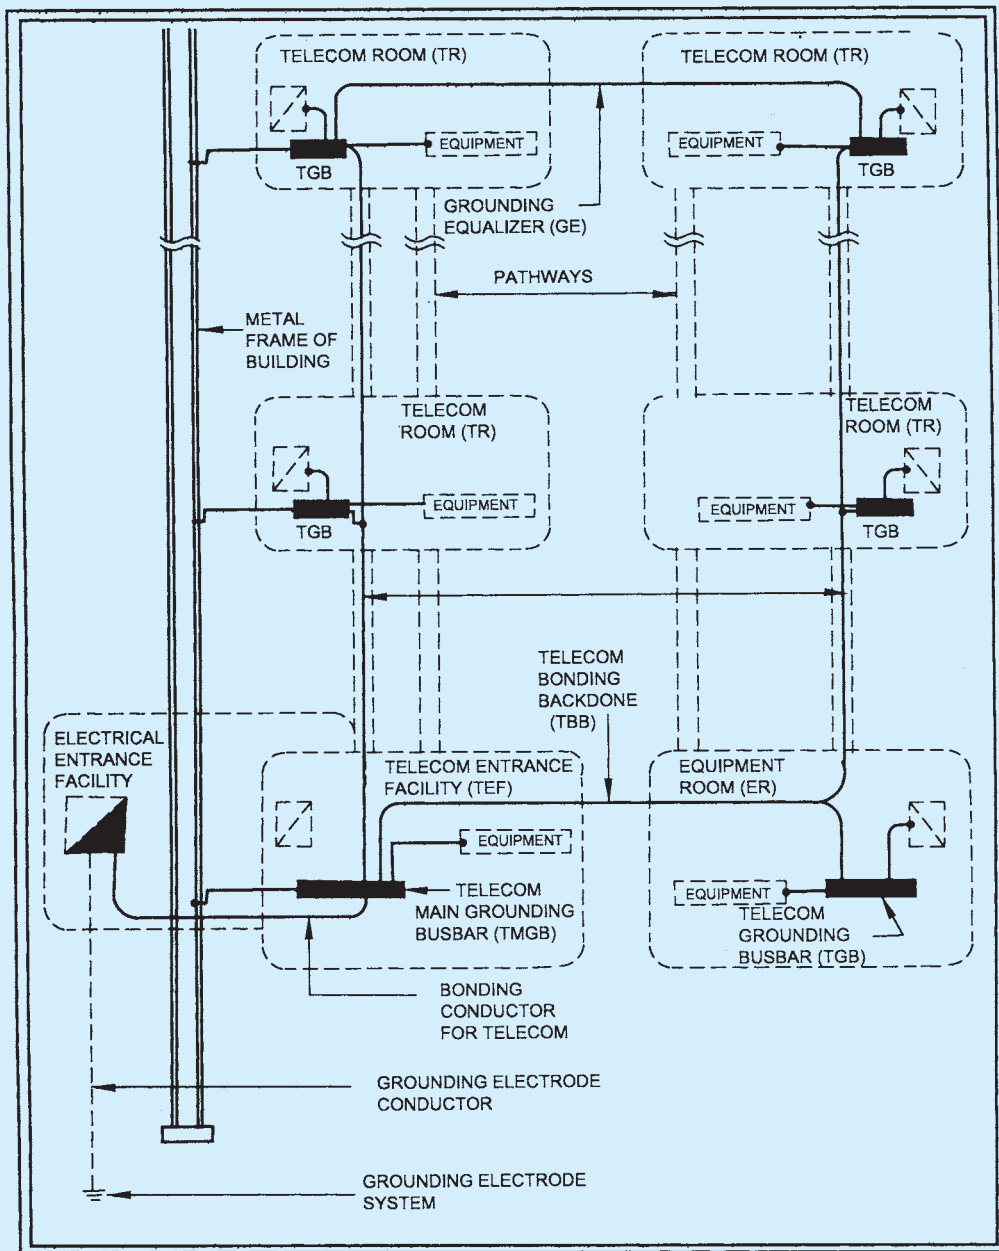 TELECOM ROOM (TR)
TELECOM ROOM (TR)
EQUIPMENT
EQUIPMENT
TGB
TGB
GROUNDING
EQUALIZER (GE)
PATHWAYS
METAL
FRAME OF
BUILDING
TELECOM
ROOM (TR)
TELECOM
ROOM (TR)
EQUIPMENT
EQUIPMENT
TGB
TGB
TELECOM
BONDING
BACKDONE
(TBB)
ELECTRICAL
ENTRANCE
FACILITY
TELECOM ENTRANCE
FACILITY (TEF)
EQUIPMENT
ROOM (ER)
EQUIPMENT
EQUIPMENT
TELECOM
MAIN GROUNDING
BUSBAR (TMGB)
TELECOM
GROUNDING
BUSBAR (TGB)
BONDING
CONDUCTOR
FOR TELECOM
GROUNDING ELECTRODE
CONDUCTOR
GROUNDING ELECTRODE
SYSTEM